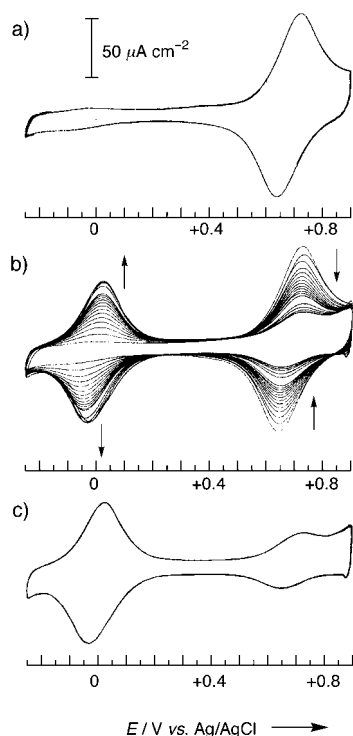 a)
50 μA cm⁻²
0 +0.4 +0.8
b)
0 +0.4 +0.8
c)
0 +0.4 +0.8
E / V vs. Ag/AgCl